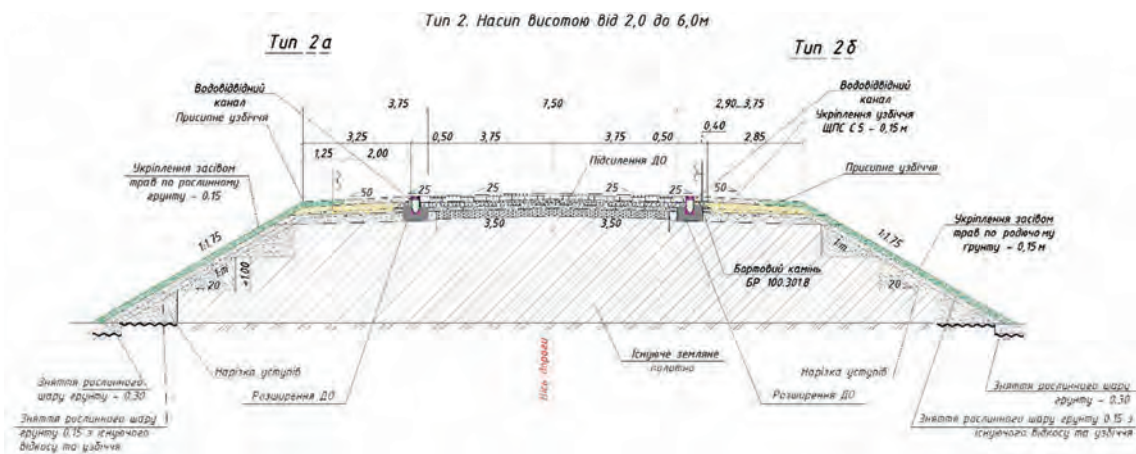 Тип 2. Насип висотою від 2,0 до 6,0м
Тип 2а
Тип 2б
Водовідвідний
канал
Присипне узбіччя
3,75
7,50
2,90...3,75
Водовідвідний
канал
Укріплення узбіччя
ЩПС С5 - 0,15 м
3,25
0,50
3,75
3,75
0,50
0,40
2,85
1,25
2,00
Підсилення ДО
Присипне узбіччя
Укріплення засівом
трав по рослинному
грунту - 0.15
50
25
25
25
25
50
3,50
3,50
1:1,75
1:m
20
>1,00
1:1,75
1:m
20
Укріплення засівом
трав по родючому
грунту - 0,15 м
Бортовий камінь
БР 100.30.18
Вісь дороги
Існуюче земляне
полотно
Знятття рослинного
шару грунту - 0.30
Нарізка уступів
Розширення ДО
Знятття рослинного шару
грунту 0.15 з існуючого
відкосу та узбіччя
Розширення ДО
Нарізка уступів
Знятття рослинного шару
грунту - 0.30
Знятття рослинного шару грунту 0.15 з
існуючого відкосу та узбіччя